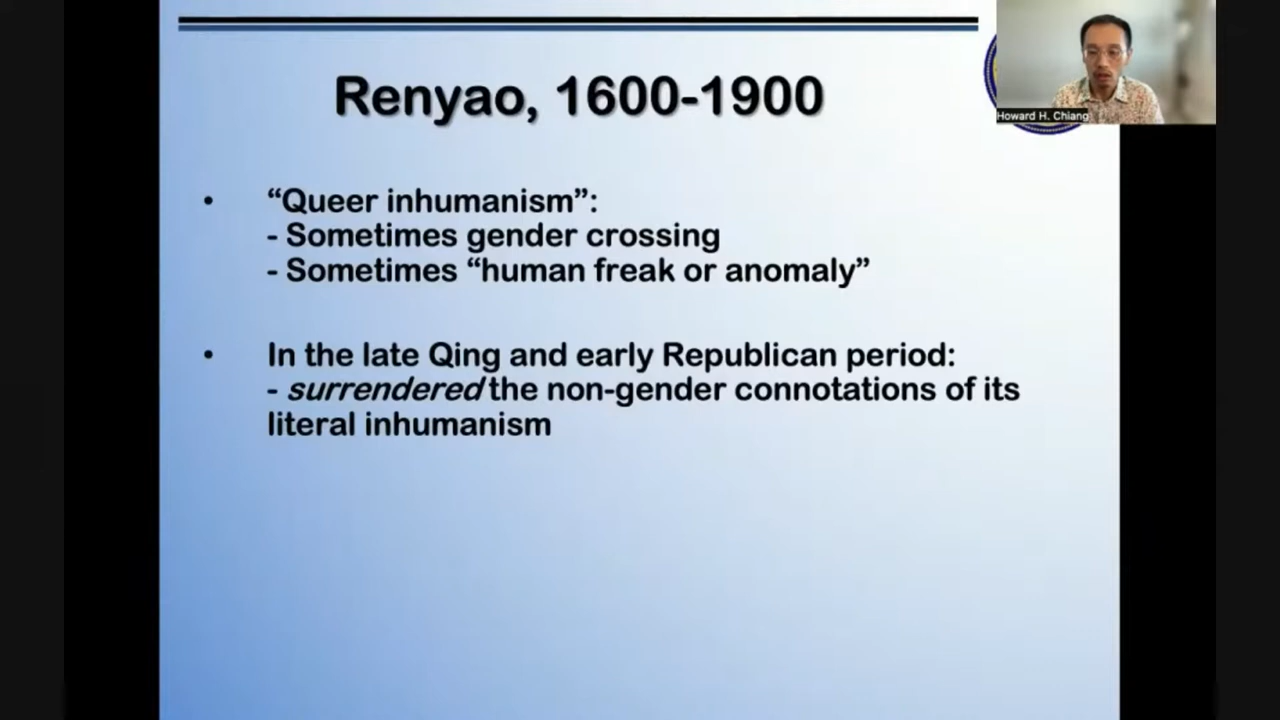 Renyao, 1600-1900
Howard H. Chiang
• “Queer inhumanism”:
- Sometimes gender crossing
- Sometimes “human freak or anomaly”
• In the late Qing and early Republican period:
- surrendered the non-gender connotations of its
literal inhumanism